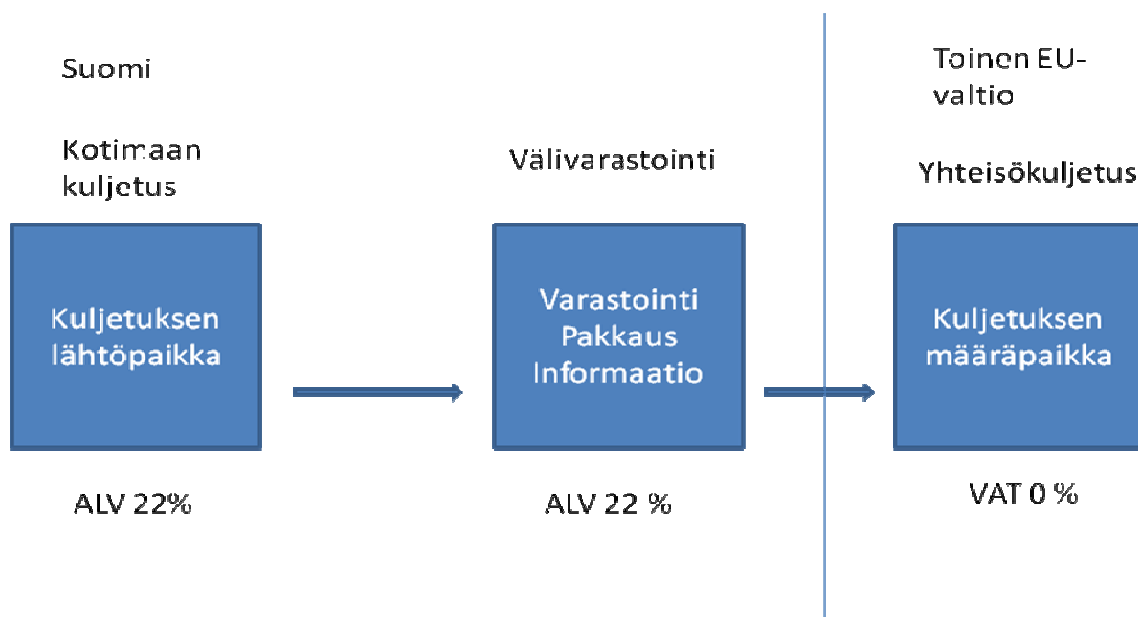 Suomi
Kotimaan
kuljetus
Kuljetuksen
lähtöpaikka
ALV 22%
Välivarastointi
Varastointi
Pakkaus
Informaatio
ALV 22 %
Toinen EU-
valtio
Yhteisökuljetus
Kuljetuksen
määräpaikka
VAT 0 %